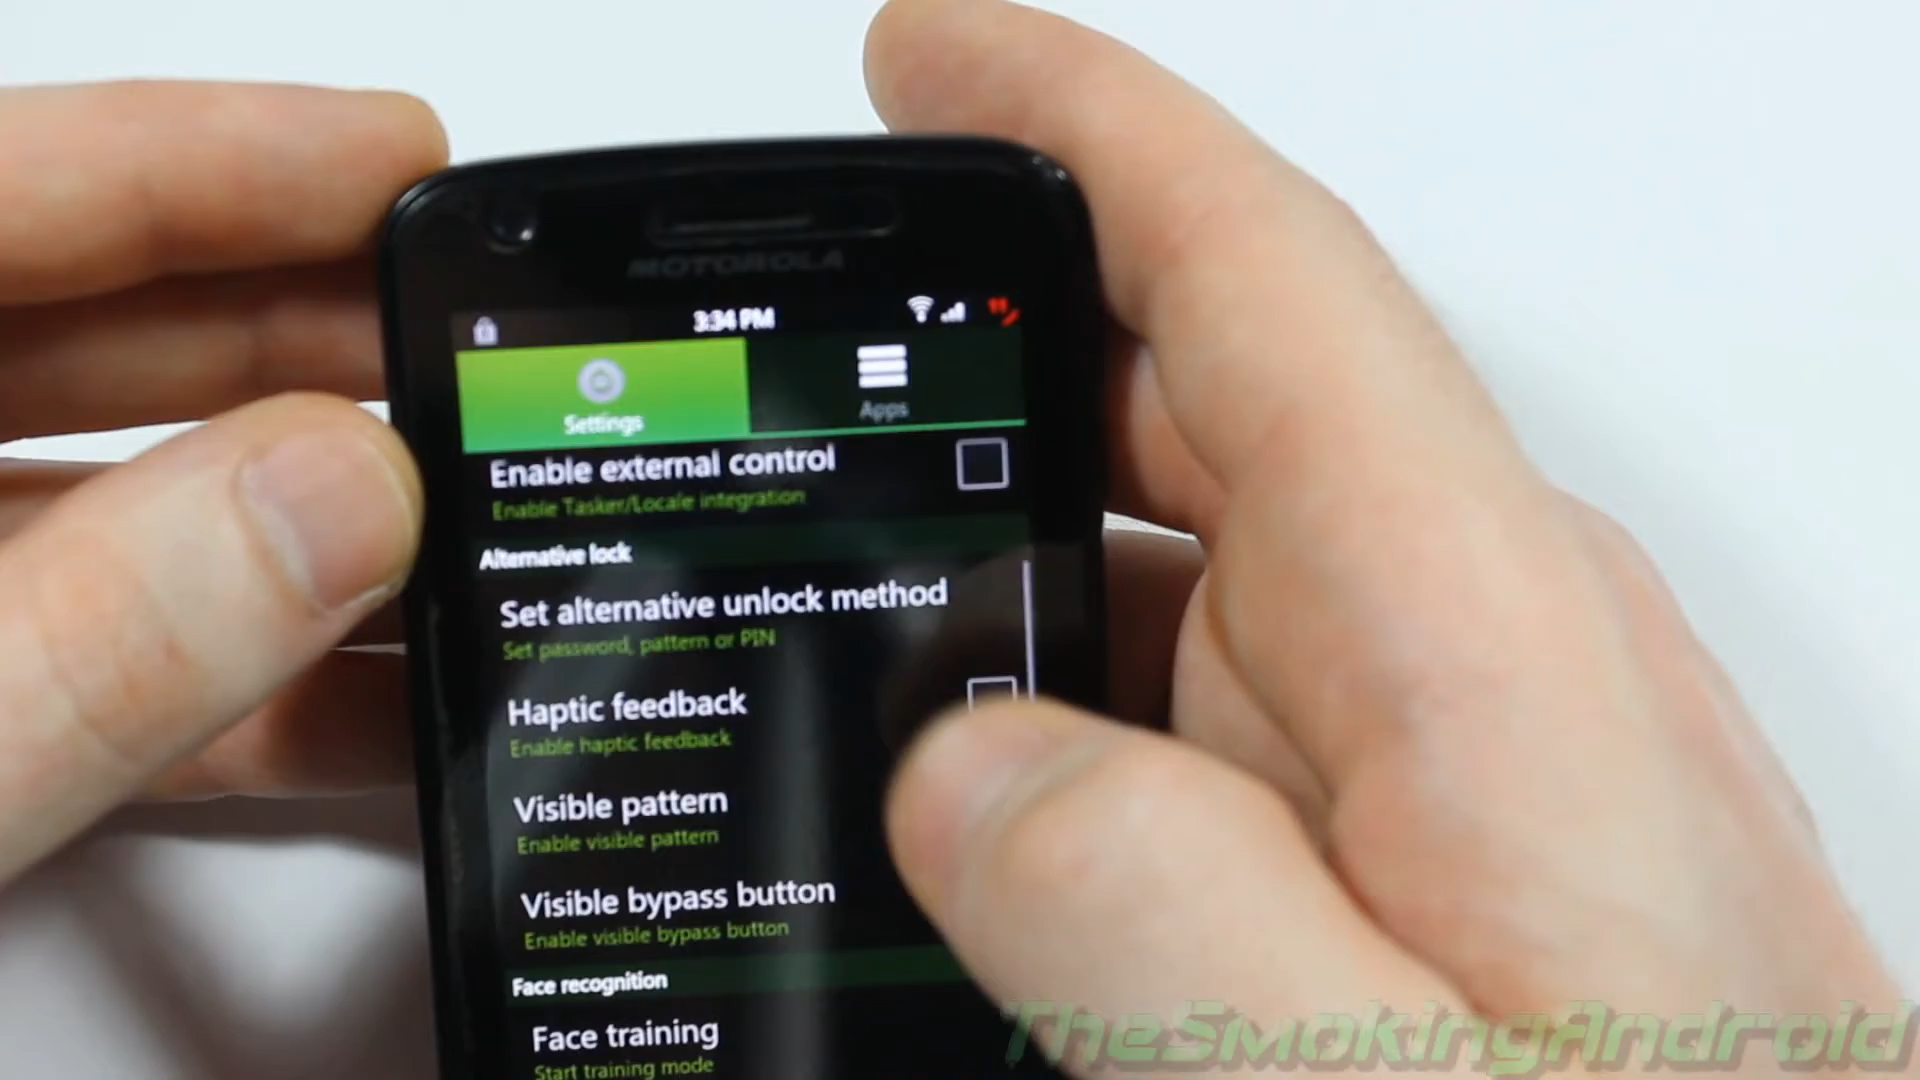 MOTOROLA
3:34 PM
11
Settings
Apps
Enable external control
Enable Tasker/Locale integration
Alternative lock
Set alternative unlock method
Set password, pattern or PIN
Haptic feedback
Enable haptic feedback
Visible pattern
Enable visible pattern
Visible bypass button
Enable visible bypass button
Face recognition
Face training
Start training mode
TheSmokingAndroid